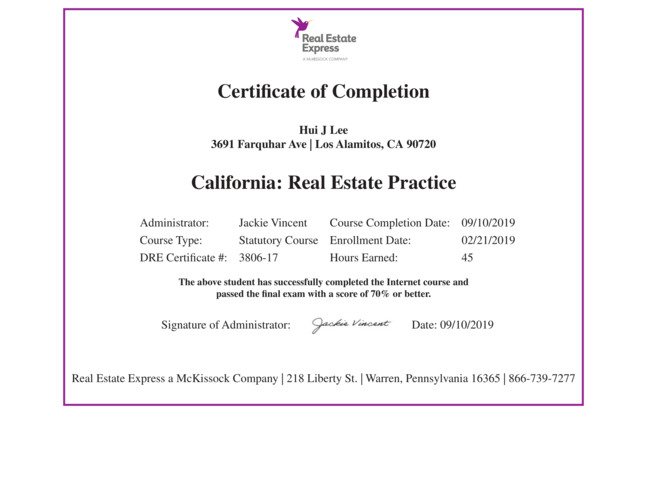 Real Estate
Express
A MCKISSOCK COMPANY
Certificate of Completion
Hui J Lee
3691 Farquhar Ave | Los Alamitos, CA 90720
California: Real Estate Practice
Administrator: Jackie Vincent Course Completion Date: 09/10/2019
Course Type: Statutory Course Enrollment Date: 02/21/2019
DRE Certificate #: 3806-17 Hours Earned: 45
The above student has successfully completed the Internet course and
passed the final exam with a score of 70% or better.
Signature of Administrator: Jackie Vincent Date: 09/10/2019
Real Estate Express a McKissock Company | 218 Liberty St. | Warren, Pennsylvania 16365 | 866-739-7277